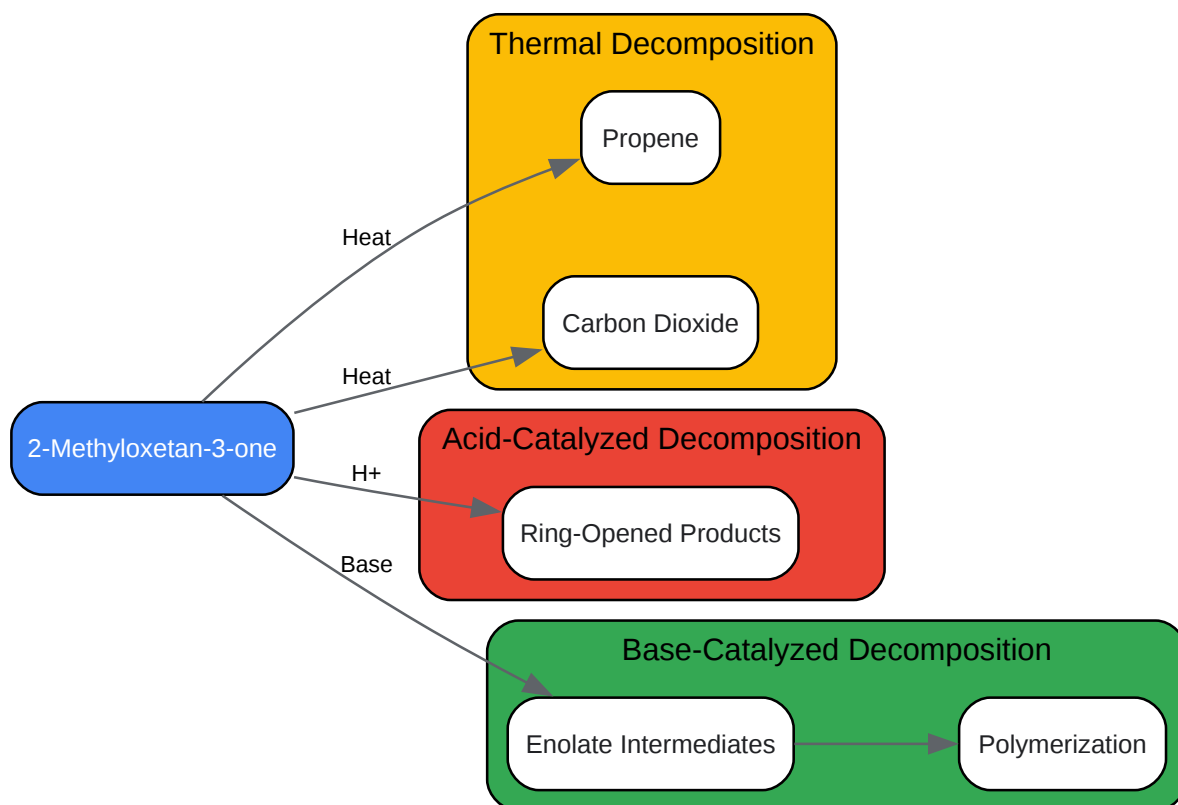 Thermal Decomposition
Propene
Heat
Carbon Dioxide
Heat
2-Methyloxetan-3-one
Acid-Catalyzed Decomposition
H+
Ring-Opened Products
Base
Base-Catalyzed Decomposition
Enolate Intermediates
Polymerization